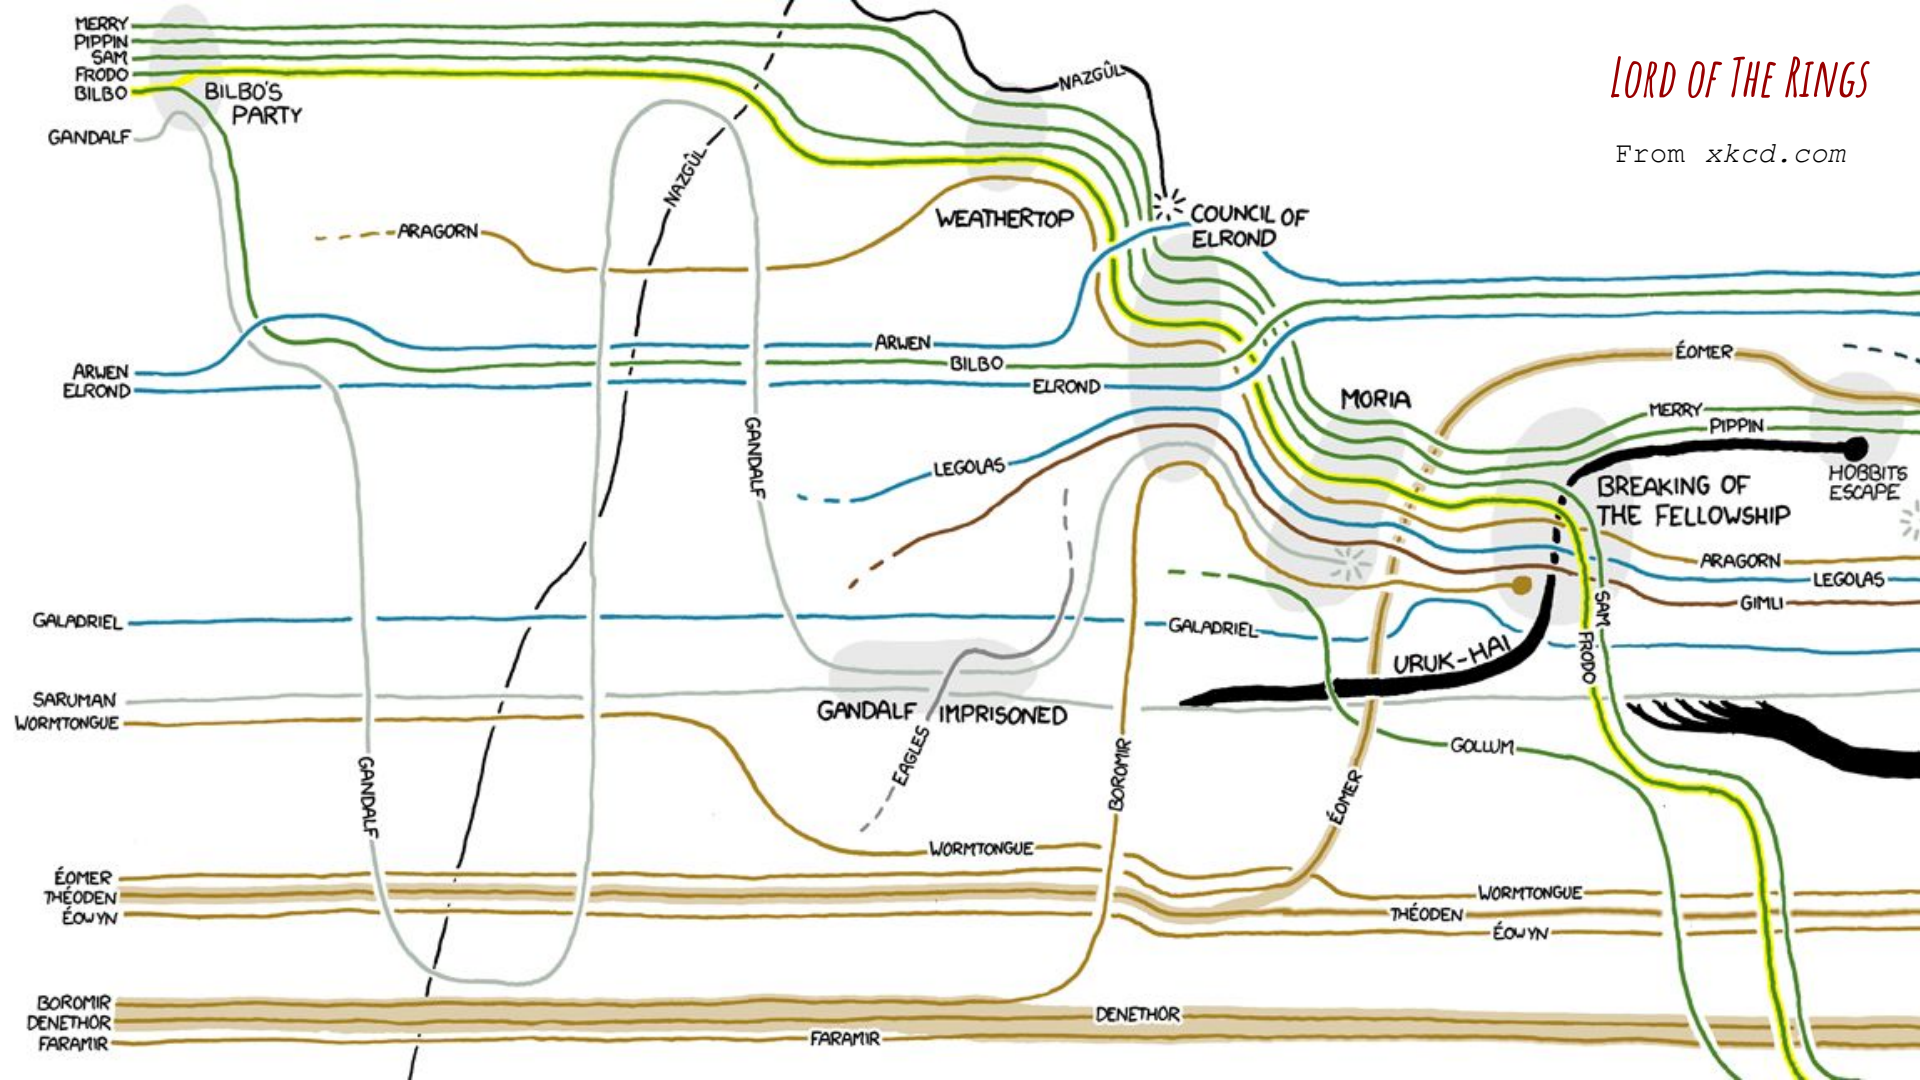 MERRY
PIPPIN
SAM
FRODO
BILBO
GANDALF
BILBO'S
PARTY
NAZGÛL
NAZGÛL
LORD OF THE RINGS
From xkcd.com
ARAGORN
WEATHERTOP
COUNCIL OF
ELROND
ARWEN
ELROND
ARWEN
BILBO
ELROND
GANDALF
LEGOLAS
MORIA
ÉOMER
MERRY
PIPPIN
HOBBITS
ESCAPE
BREAKING OF
THE FELLOWSHIP
ARAGORN
LEGOLAS
GIMLI
SAM
FRODO
GALADRIEL
GALADRIEL
URUK-HAI
SARUMAN
WORMTONGUE
GANDALF IMPRISONED
EAGLES
BOROMIR
GOLLUM
GANDALF
ÉOMER
WORMTONGUE
ÉOMER
THÉODEN
ÉOWYN
WORMTONGUE
THÉODEN
ÉOWYN
BOROMIR
DENETHOR
FARAMIR
DENETHOR
FARAMIR